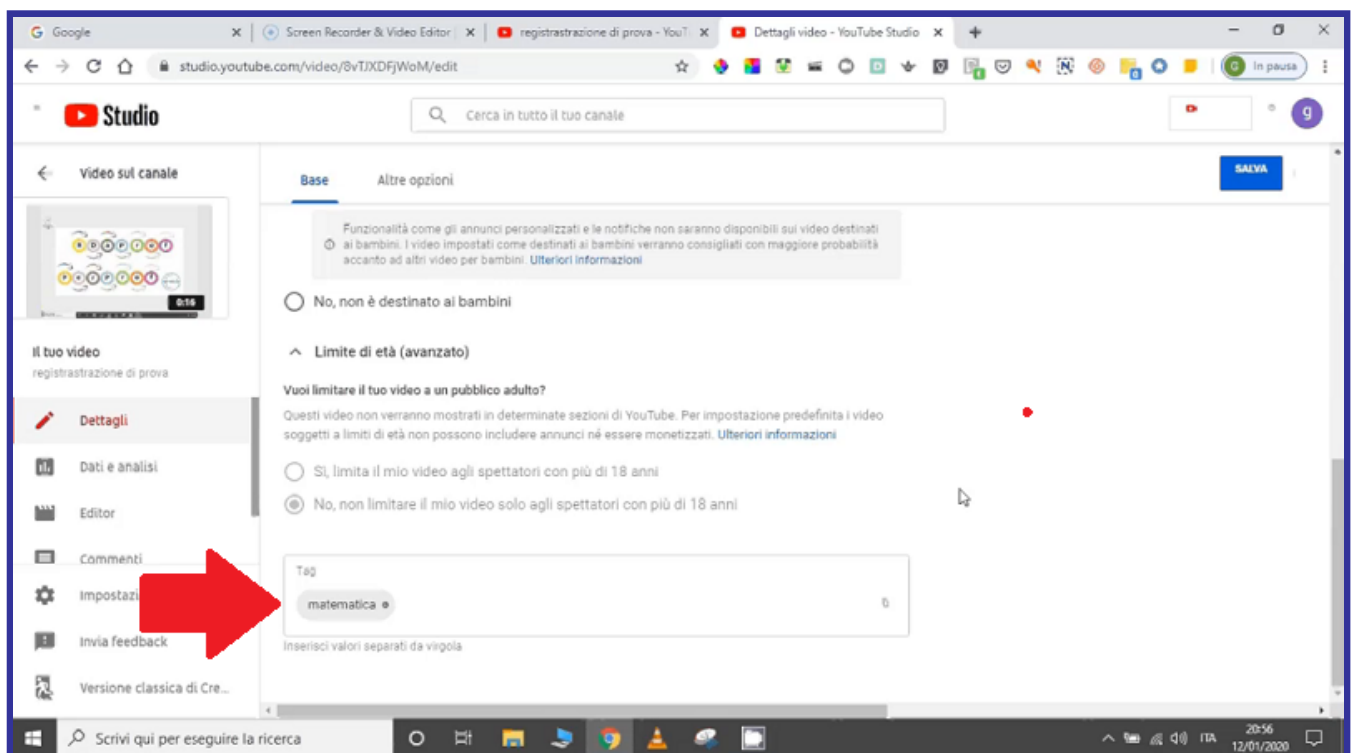 Google
Screen Recorder & Video Editor
registrastrazione di prova - YouT
Dettagli video - YouTube Studio
studio.youtube.com/video/8vTJXDFjWoM/edit
In pausa
Studio
Cerca in tutto il tuo canale
g
Video sul canale
Base
Altre opzioni
SALVA
Funzionalità come gli annunci personalizzati e le notifiche non saranno disponibili sui video destinati
ai bambini. I video impostati come destinati ai bambini verranno consigliati con maggiore probabilità
accanto ad altri video per bambini. Ulteriori informazioni
0:16
No, non è destinato ai bambini
Il tuo video
registrastrazione di prova
Limite di età (avanzato)
Vuoi limitare il tuo video a un pubblico adulto?
Questi video non verranno mostrati in determinate sezioni di YouTube. Per impostazione predefinita i video
soggetti a limiti di età non possono includere annunci né essere monetizzati. Ulteriori informazioni
Dettagli
Dati e analisi
Sì, limita il mio video agli spettatori con più di 18 anni
No, non limitare il mio video solo agli spettatori con più di 18 anni
Editor
Commenti
Tag
Impostazi
matematica
Invia feedback
Inserisci valori separati da virgola
Versione classica di Cre...
Scrivi qui per eseguire la ricerca
ITA
20:56
12/01/2020